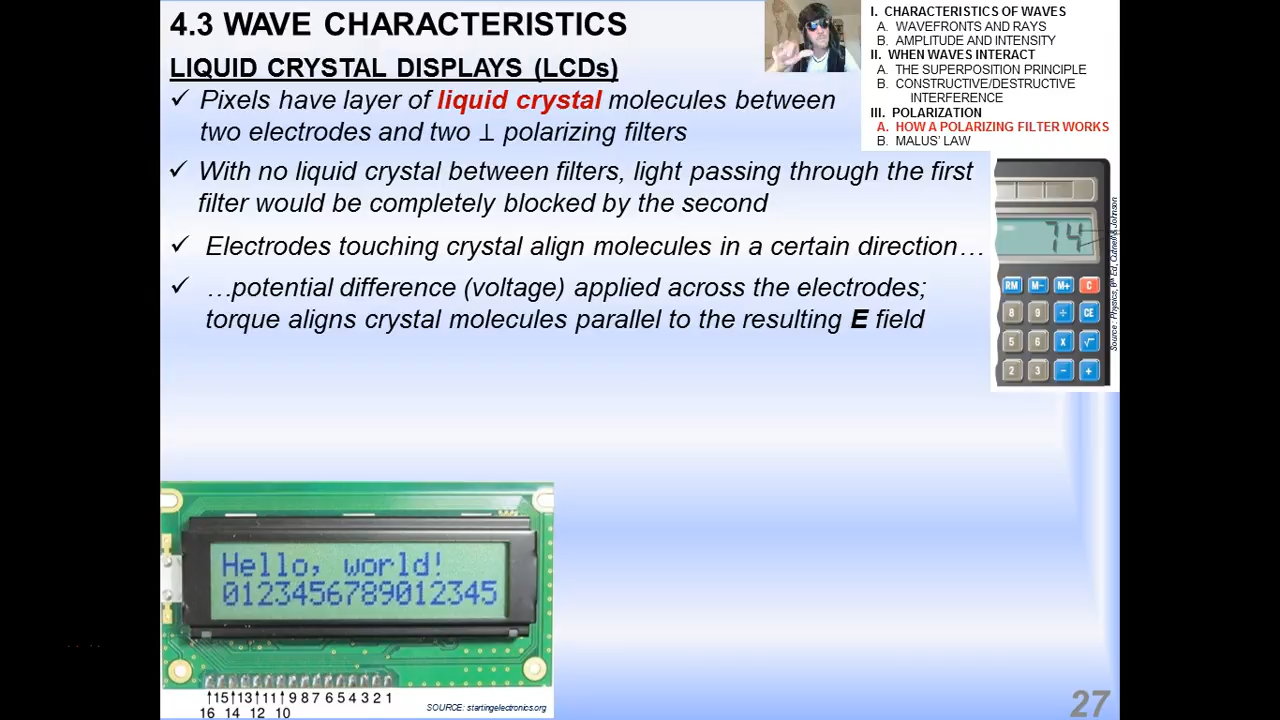 4.3 WAVE CHARACTERISTICS
LIQUID CRYSTAL DISPLAYS (LCDs)
✓ Pixels have layer of liquid crystal molecules between
two electrodes and two ⊥ polarizing filters
✓ With no liquid crystal between filters, light passing through the first
filter would be completely blocked by the second
✓ Electrodes touching crystal align molecules in a certain direction…
✓ …potential difference (voltage) applied across the electrodes;
torque aligns crystal molecules parallel to the resulting E field
I. CHARACTERISTICS OF WAVES
A. WAVEFRONTS AND RAYS
B. AMPLITUDE AND INTENSITY
II. WHEN WAVES INTERACT
A. THE SUPERPOSITION PRINCIPLE
B. CONSTRUCTIVE/DESTRUCTIVE
INTERFERENCE
III. POLARIZATION
A. HOW A POLARIZING FILTER WORKS
B. MALUS' LAW
74
RM M− M+ C
8 9 ÷ CE
5 6 x √
2 3 − +
Source: Physics, 8th Ed, Cutnell & Johnson
Hello, world!
0123456789012345
15 13 11 9 8 7 6 5 4 3 2 1
16 14 12 10
SOURCE: startingelectronics.org
27